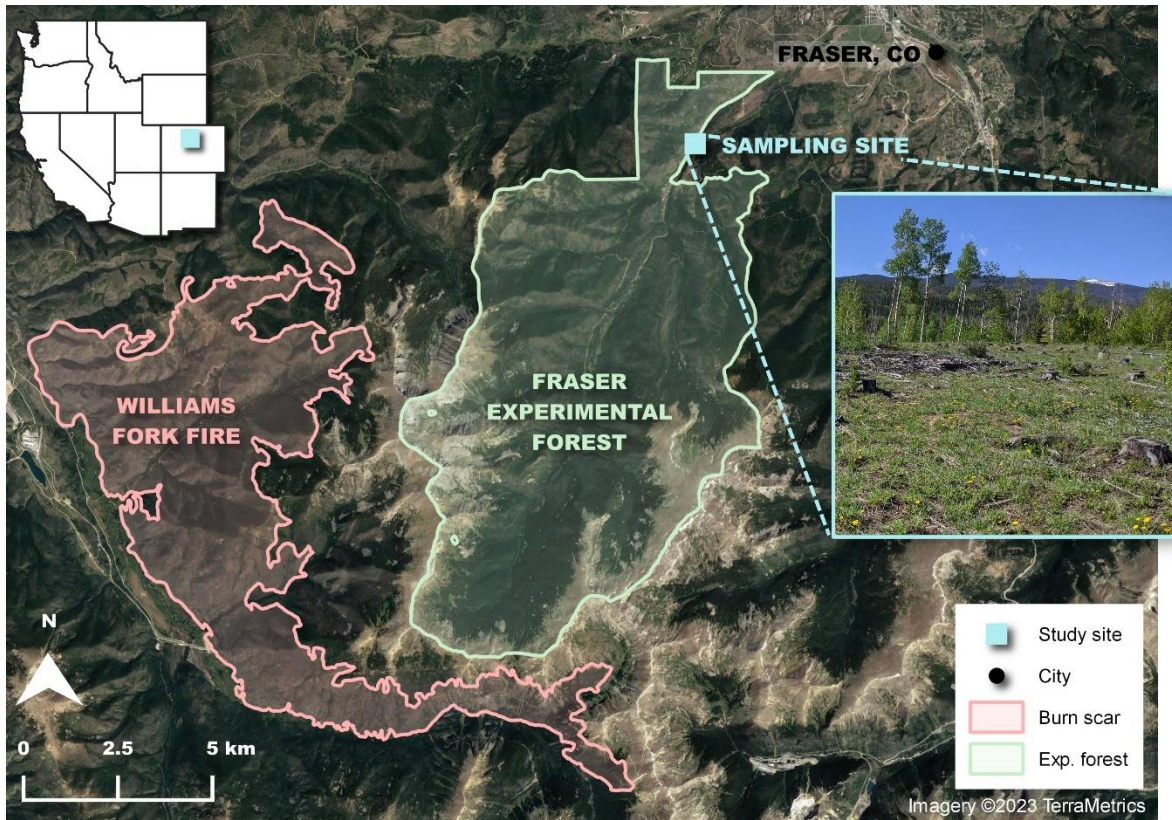 FRASER, CO
SAMPLING SITE
WILLIAMS
FORK FIRE
FRASER
EXPERIMENTAL
FOREST
N
0 2.5 5 km
Study site
City
Burn scar
Exp. forest
Imagery ©2023 TerraMetrics